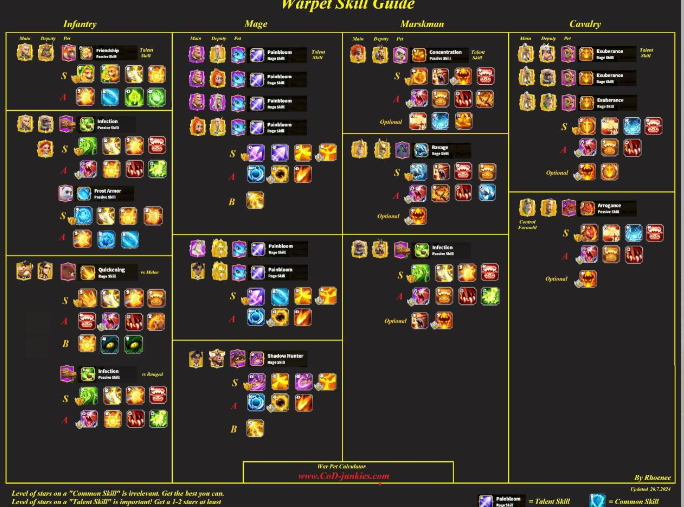 Warpet Skill Guide
Infantry
Mage
Marskman
Cavalry
Main Deputy Pet
Friendship
Passive Skill
Talent
Skill
S
A
Infection
Passive Skill
S
A
Frost Armor
Passive Skill
S
A
Quickening
Rage Skill
vs Melee
S
A
B
Infection
Passive Skill
vs Ranged
S
A
Main Deputy Pet
Painbloom
Rage Skill
Talent
Skill
Painbloom
Rage Skill
Painbloom
Rage Skill
Painbloom
Rage Skill
S
A
B
Painbloom
Rage Skill
Painbloom
Rage Skill
S
A
Shadow Hunter
Rage Skill
S
A
B
Main Deputy Pet
Concentration
Passive Skill
Talent
Skill
S
A
Optional
Ravage
Rage Skill
S
A
Optional
Infection
Passive Skill
S
A
Optional
Main Deputy Pet
Exuberance
Rage Skill
Talent
Skill
Exuberance
Rage Skill
Exuberance
Rage Skill
S
A
Optional
Arrogance
Passive Skill
S
A
Optional
War Pet Calculator
www.CoD-junkies.com
By Rhoenee
Updated 26.7.2024
Level of stars on a "Common Skill" is irrelevant. Get the best you can.
Level of stars on a "Talent Skill" is important! Get a 1-2 stars at least
Painbloom
Rage Skill
= Talent Skill
= Common Skill